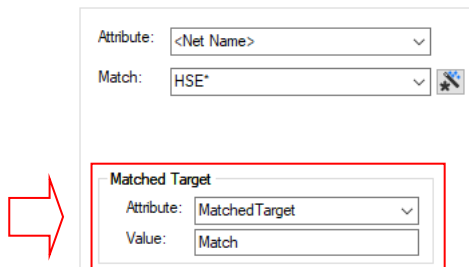 Attribute: <Net Name>
Match: HSE*
Matched Target
Attribute: MatchedTarget
Value: Match